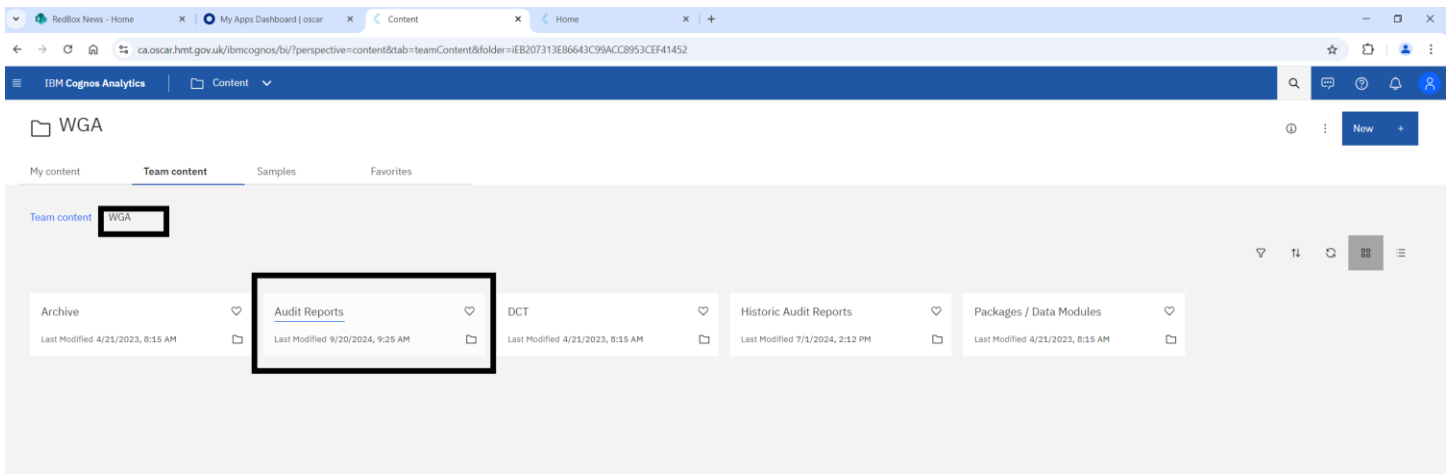 RedBox News - Home
My Apps Dashboard | oscar
Content
Home
ca.oscar.hmt.gov.uk/ibmcognos/bi/?perspective=content&tab=teamContent&folder=iEB207313E86643C99ACC8953CEF41452
IBM Cognos Analytics
Content
WGA
New +
My content
Team content
Samples
Favorites
Team content
WGA
Archive
Audit Reports
DCT
Historic Audit Reports
Packages / Data Modules
Last Modified 4/21/2023, 8:15 AM
Last Modified 9/20/2024, 9:25 AM
Last Modified 4/21/2023, 8:15 AM
Last Modified 7/1/2024, 2:12 PM
Last Modified 4/21/2023, 8:15 AM